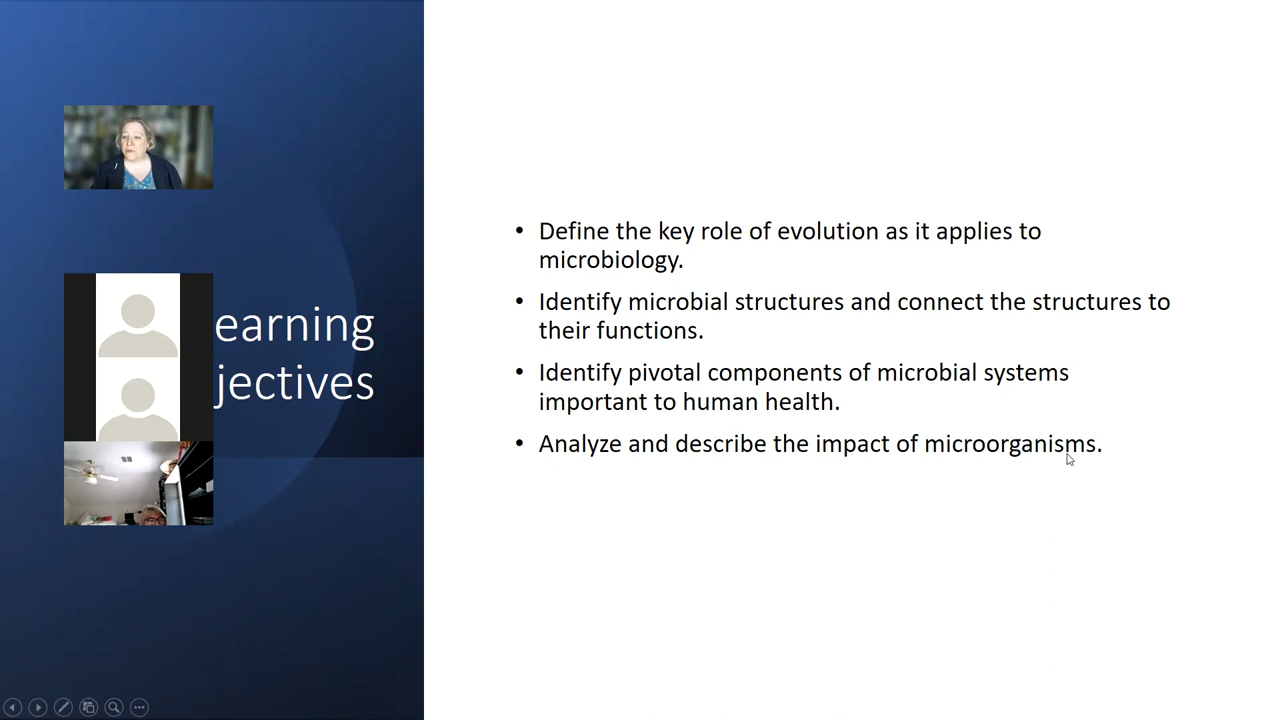 earning
jectives
• Define the key role of evolution as it applies to
microbiology.
• Identify microbial structures and connect the structures to
their functions.
• Identify pivotal components of microbial systems
important to human health.
• Analyze and describe the impact of microorganisms.